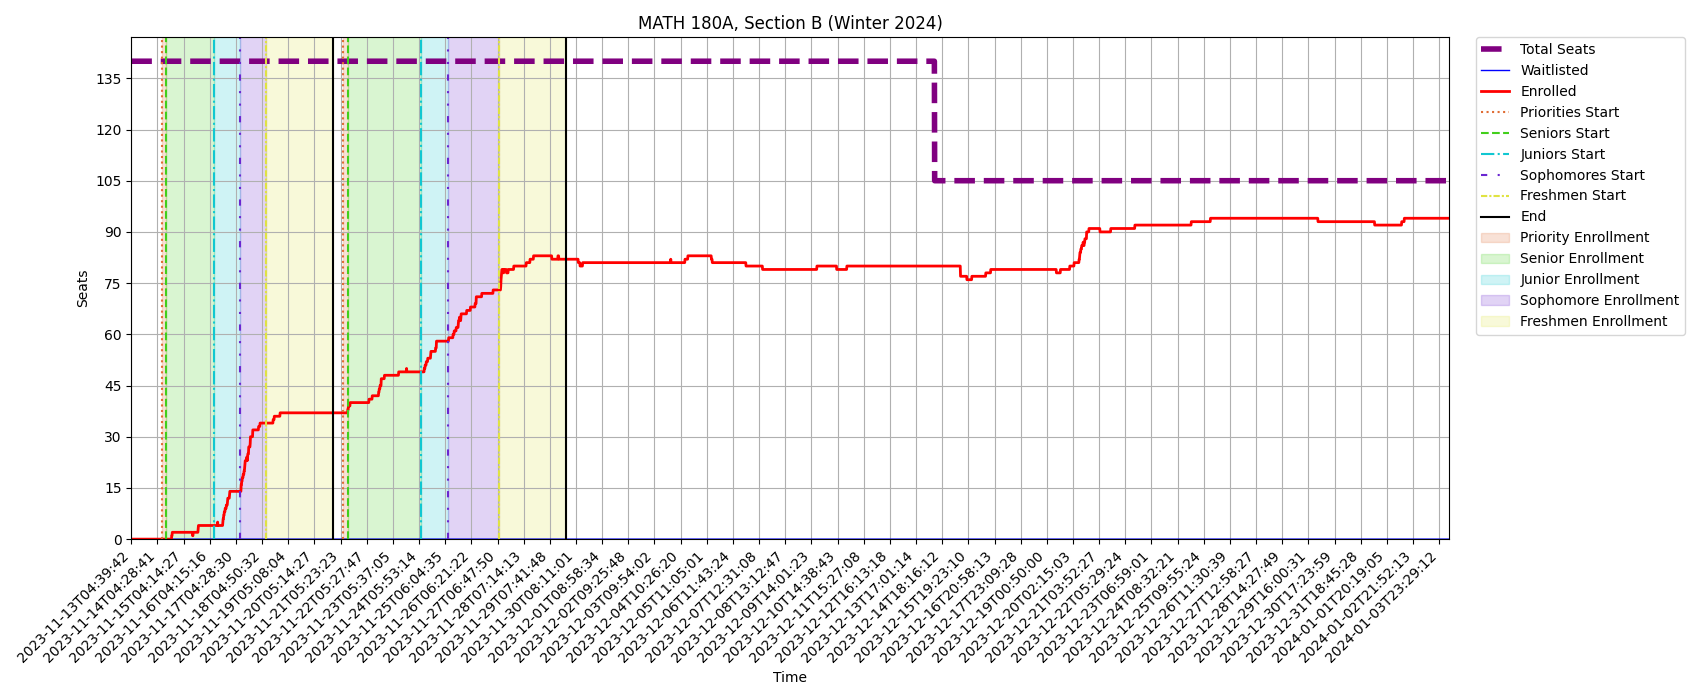 MATH 180A, Section B (Winter 2024)
135
120
105
90
75
60
45
30
15
0
Seats
2023-11-13T04:39:42
2023-11-14T04:28:41
2023-11-15T04:14:27
2023-11-16T04:15:16
2023-11-17T04:28:30
2023-11-18T04:50:32
2023-11-19T05:08:04
2023-11-20T05:14:27
2023-11-21T05:23:23
2023-11-22T05:27:47
2023-11-23T05:37:05
2023-11-24T05:53:14
2023-11-25T06:04:35
2023-11-26T06:21:22
2023-11-27T06:47:50
2023-11-28T07:14:13
2023-11-29T07:41:48
2023-11-30T08:11:01
2023-12-01T08:58:34
2023-12-02T09:25:48
2023-12-03T09:54:02
2023-12-04T10:26:20
2023-12-05T11:05:01
2023-12-06T11:43:24
2023-12-07T12:31:08
2023-12-08T13:12:47
2023-12-09T14:01:23
2023-12-10T14:38:43
2023-12-11T15:27:08
2023-12-12T16:13:18
2023-12-13T17:01:14
2023-12-14T18:16:12
2023-12-15T19:23:10
2023-12-16T20:58:13
2023-12-17T23:09:28
2023-12-19T00:50:00
2023-12-20T02:15:03
2023-12-21T03:52:27
2023-12-22T05:29:24
2023-12-23T06:59:01
2023-12-24T08:32:21
2023-12-25T09:55:24
2023-12-26T11:30:39
2023-12-27T12:58:27
2023-12-28T14:27:49
2023-12-29T16:00:31
2023-12-30T17:23:59
2023-12-31T18:45:28
2024-01-01T20:19:05
2024-01-02T21:52:13
2024-01-03T23:29:12
Time
Total Seats
Waitlisted
Enrolled
Priorities Start
Seniors Start
Juniors Start
Sophomores Start
Freshmen Start
End
Priority Enrollment
Senior Enrollment
Junior Enrollment
Sophomore Enrollment
Freshmen Enrollment